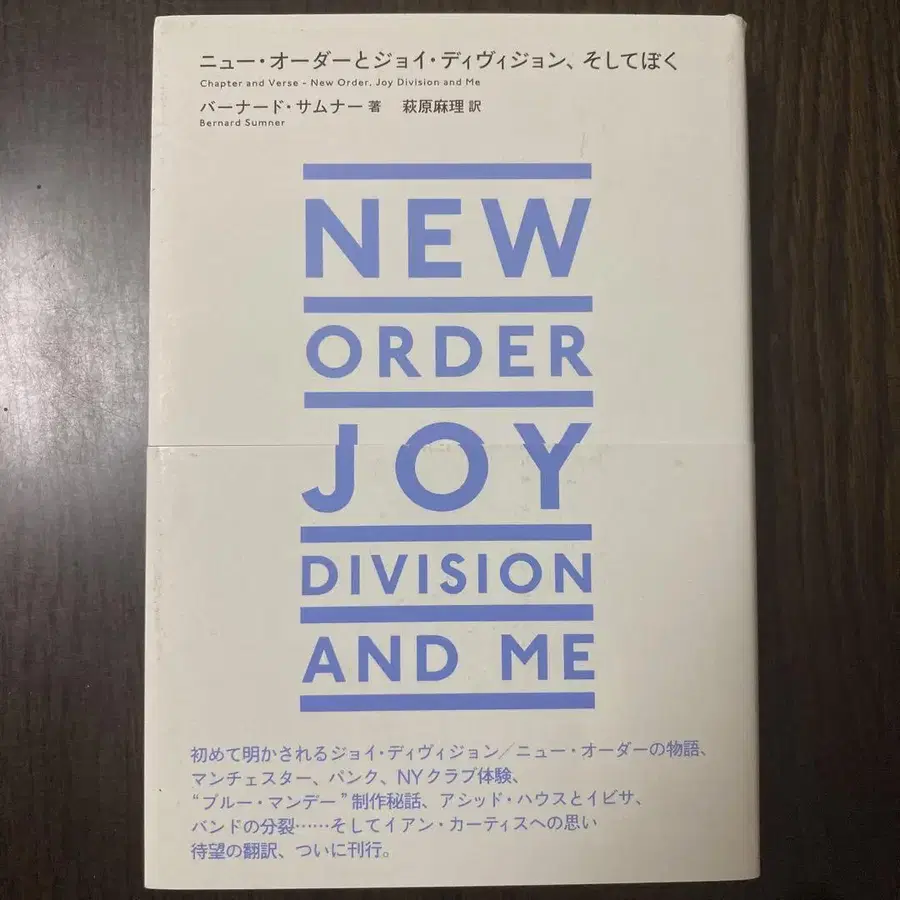 ニュー・オーダーとジョイ・ディヴィジョン、そしてぼく
Chapter and Verse - New Order, Joy Division and Me
バーナード・サムナー 著 萩原麻理 訳
Bernard Sumner
NEW
ORDER
JOY
DIVISION
AND ME
初めて明かされるジョイ・ディヴィジョン/ニュー・オーダーの物語、
マンチェスター、パンク、NYクラブ体験、
“ブルー・マンデー”制作秘話、アシッド・ハウスとイビサ、
バンドの分裂……そしてイアン・カーティスへの思い
待望の翻訳、ついに刊行。